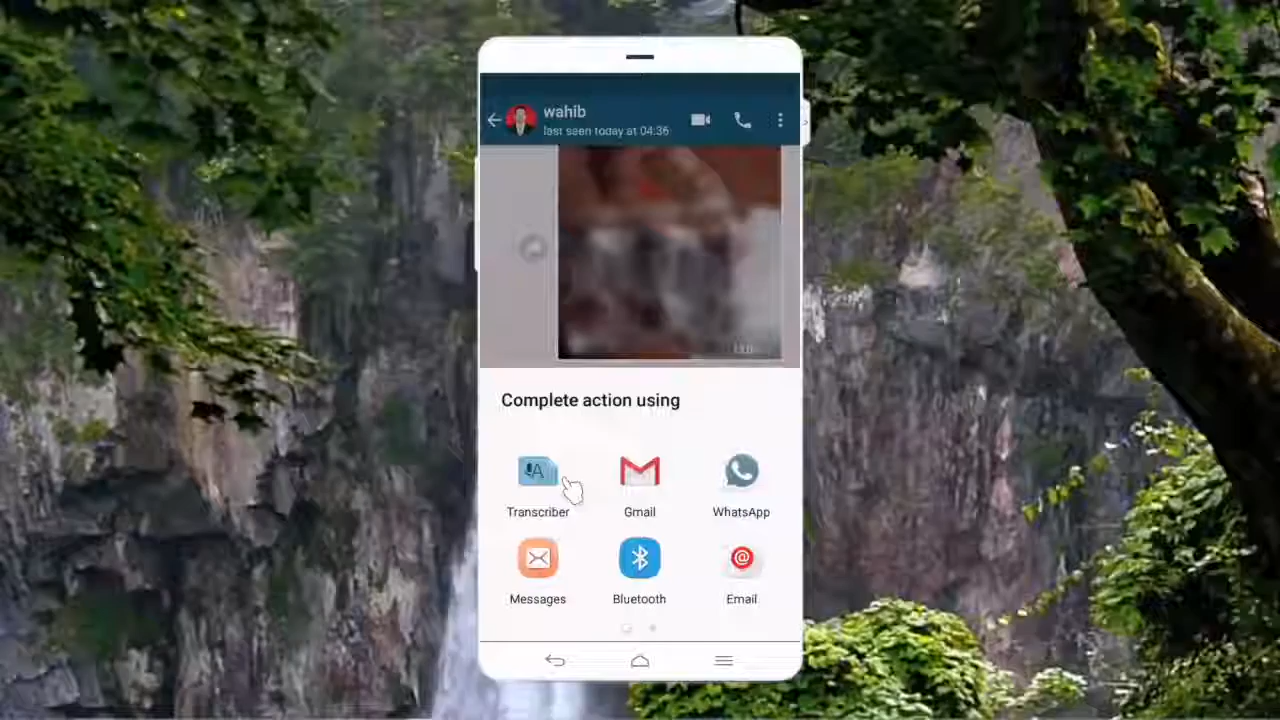 wahib
last seen today at 04:36
Complete action using
A
Transcriber
Gmail
WhatsApp
Messages
Bluetooth
@
Email